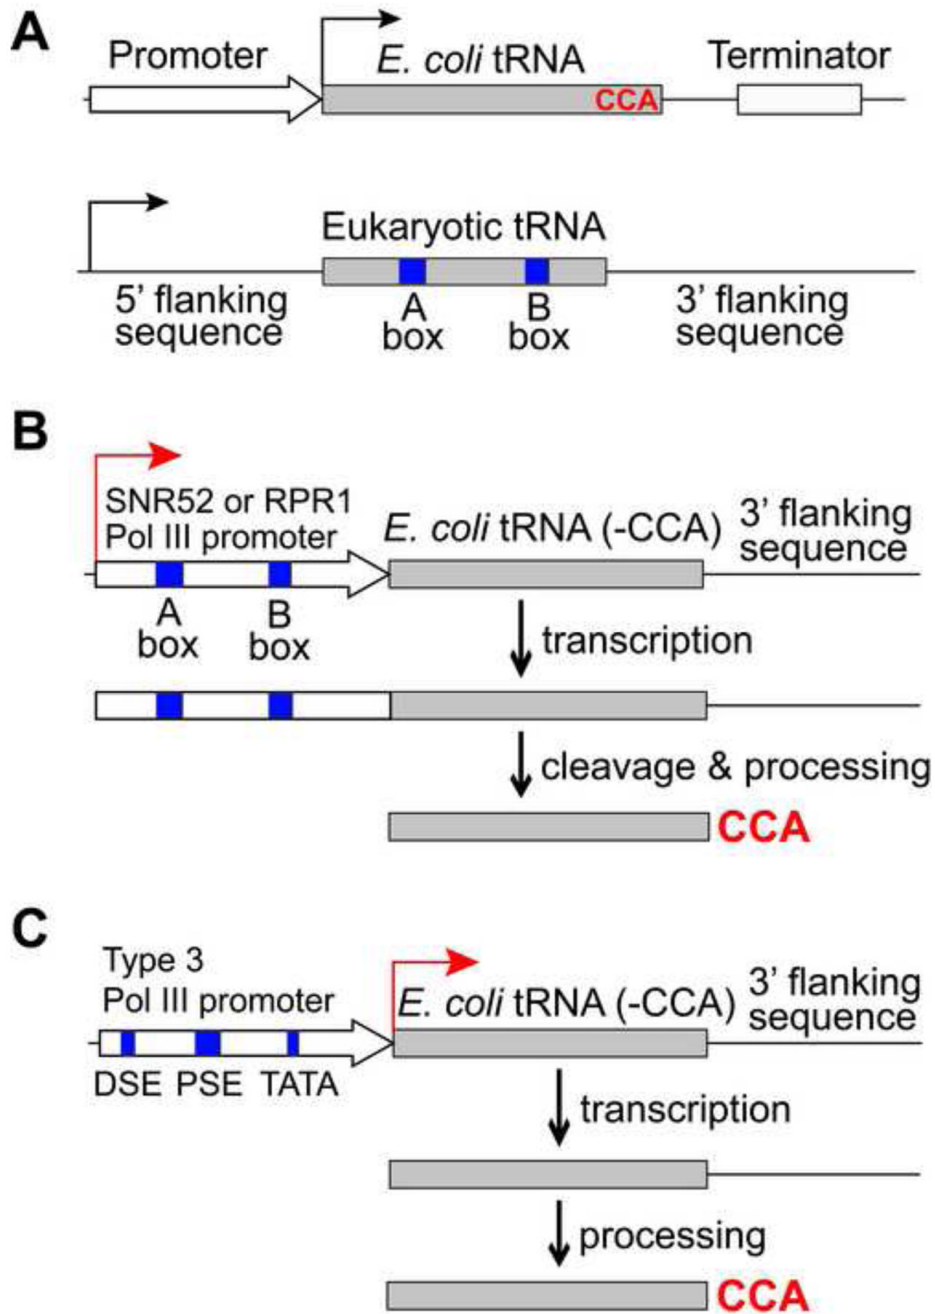 A
Promoter
E. coli tRNA
Terminator
CCA
Eukaryotic tRNA
5’ flanking
sequence
A
box
B
box
3’ flanking
sequence
B
SNR52 or RPR1
Pol III promoter
E. coli tRNA (-CCA)
3’ flanking
sequence
A
box
B
box
transcription
cleavage & processing
CCA
C
Type 3
Pol III promoter
E. coli tRNA (-CCA)
3’ flanking
sequence
DSE PSE TATA
transcription
processing
CCA